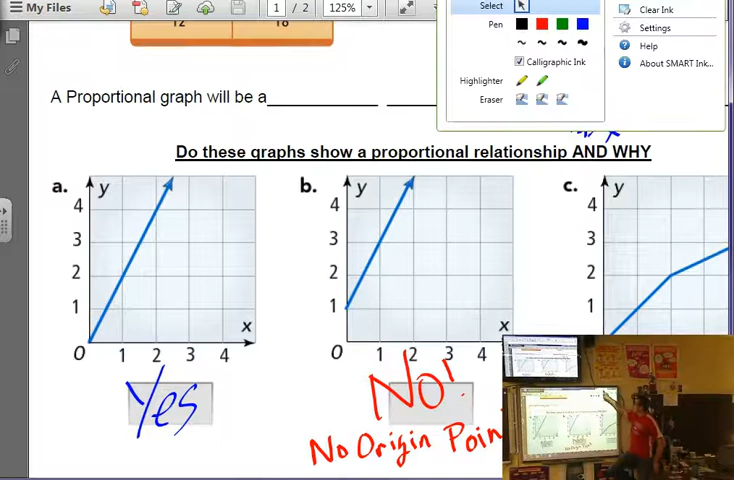 My Files
1 / 2
125%
Select
Pen
Calligraphic Ink
Highlighter
Eraser
Clear Ink
Settings
Help
About SMART Ink...
12 18
A Proportional graph will be a
Do these graphs show a proportional relationship AND WHY
a. y
4
3
2
1
0 1 2 3 4
x
b. y
4
3
2
1
0 1 2 3 4
x
c. y
4
3
2
1
Yes
NO!
No Origin Poin